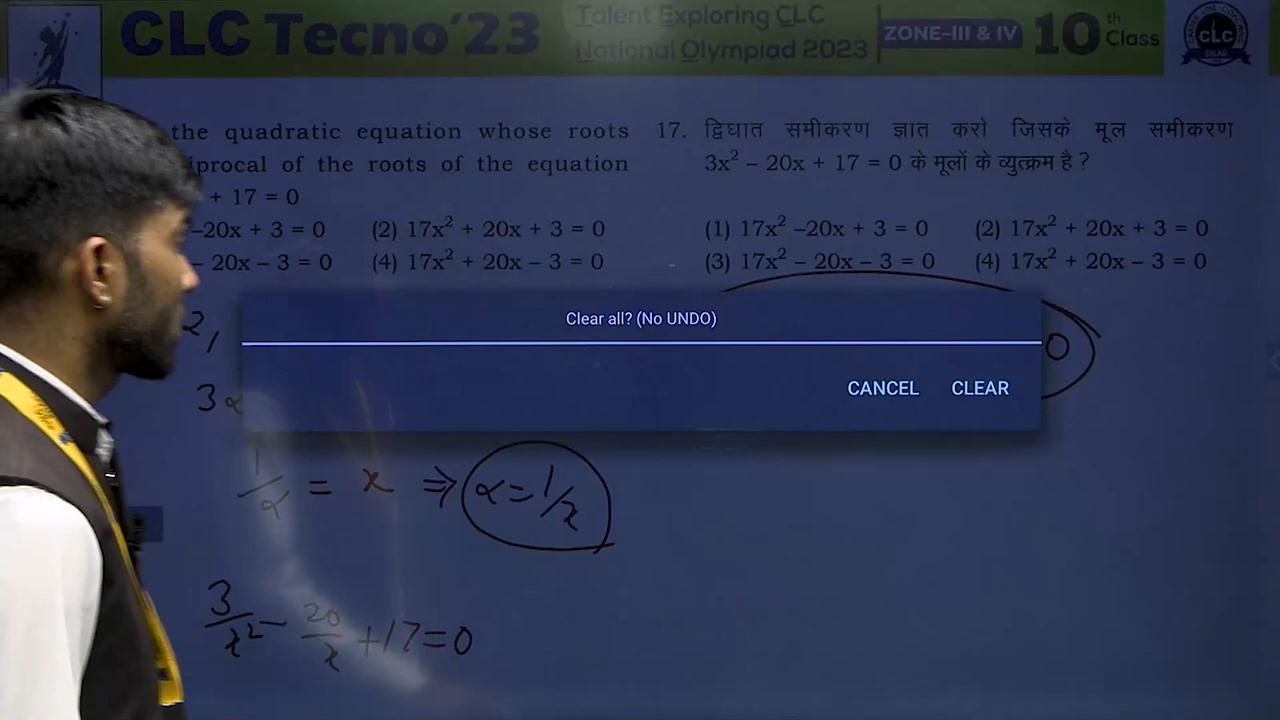 CLC Tecno'23
Talent Exploring CLC
National Olympiad 2023
ZONE-III & IV
10th Class
CLC
the quadratic equation whose roots
iprocal of the roots of the equation
+ 17 = 0
–20x + 3 = 0 (2) 17x² + 20x + 3 = 0
– 20x – 3 = 0 (4) 17x² + 20x – 3 = 0
17. द्विघात समीकरण ज्ञात करो जिसके मूल समीकरण
3x² – 20x + 17 = 0 के मूलों के व्युत्क्रम है ?
(1) 17x² –20x + 3 = 0 (2) 17x² + 20x + 3 = 0
(3) 17x² – 20x – 3 = 0 (4) 17x² + 20x – 3 = 0
Clear all? (No UNDO)
CANCEL CLEAR
2,
0
3α
1/α = x ⇒ α = 1/x
3/x² – 20/x + 17 = 0